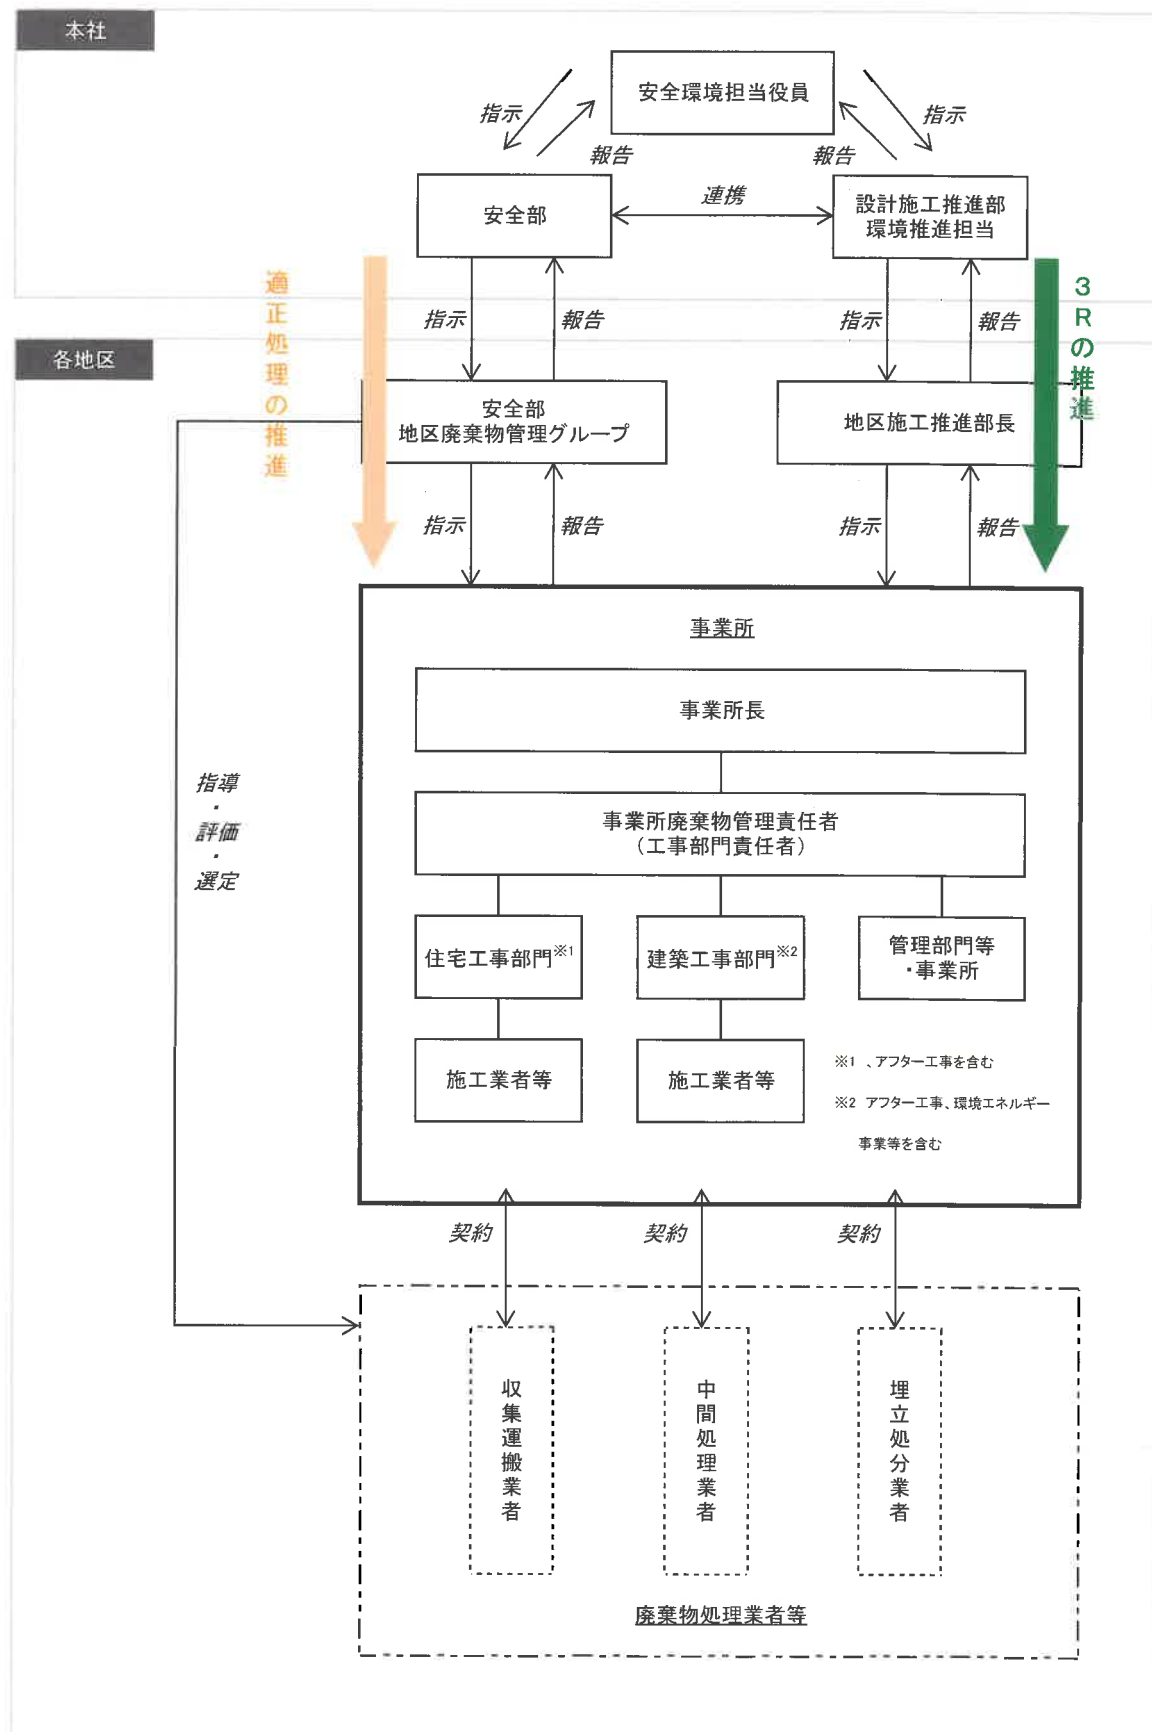 本社
安全環境担当役員
指示
報告
報告
指示
安全部
連携
設計施工推進部
環境推進担当
適正処理の推進
3Rの推進
指示
報告
指示
報告
各地区
安全部
地区廃棄物管理グループ
地区施工推進部長
指示
報告
指示
報告
事業所
事業所長
指導
・
評価
・
選定
事業所廃棄物管理責任者
（工事部門責任者）
住宅工事部門※1
建築工事部門※2
管理部門等
・事業所
施工業者等
施工業者等
※1 、アフター工事を含む
※2 アフター工事、環境エネルギー
事業等を含む
契約
契約
契約
収集運搬業者
中間処理業者
埋立処分業者
廃棄物処理業者等